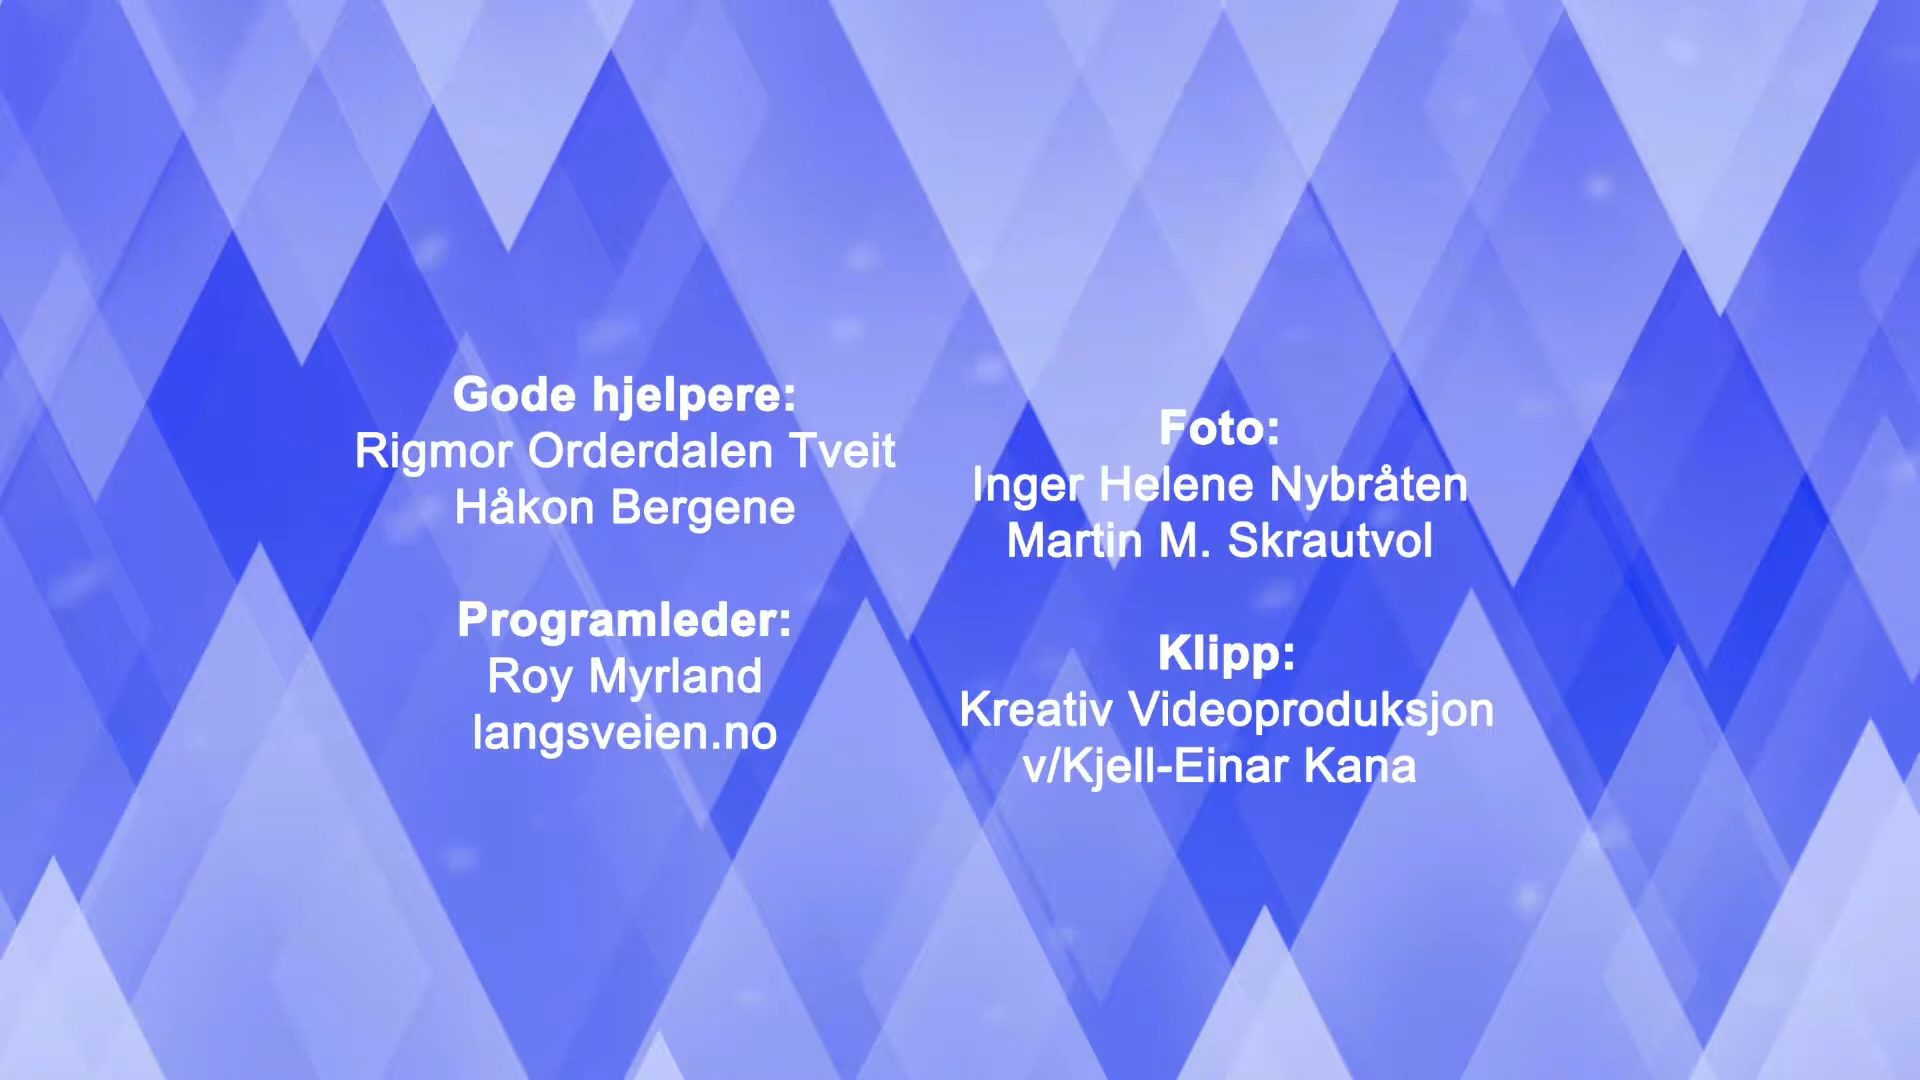 Gode hjelpere:
Rigmor Orderdalen Tveit
Håkon Bergene
Programleder:
Roy Myrland
langsveien.no
Foto:
Inger Helene Nybråten
Martin M. Skrautvol
Klipp:
Kreativ Videoproduksjon
v/Kjell-Einar Kana